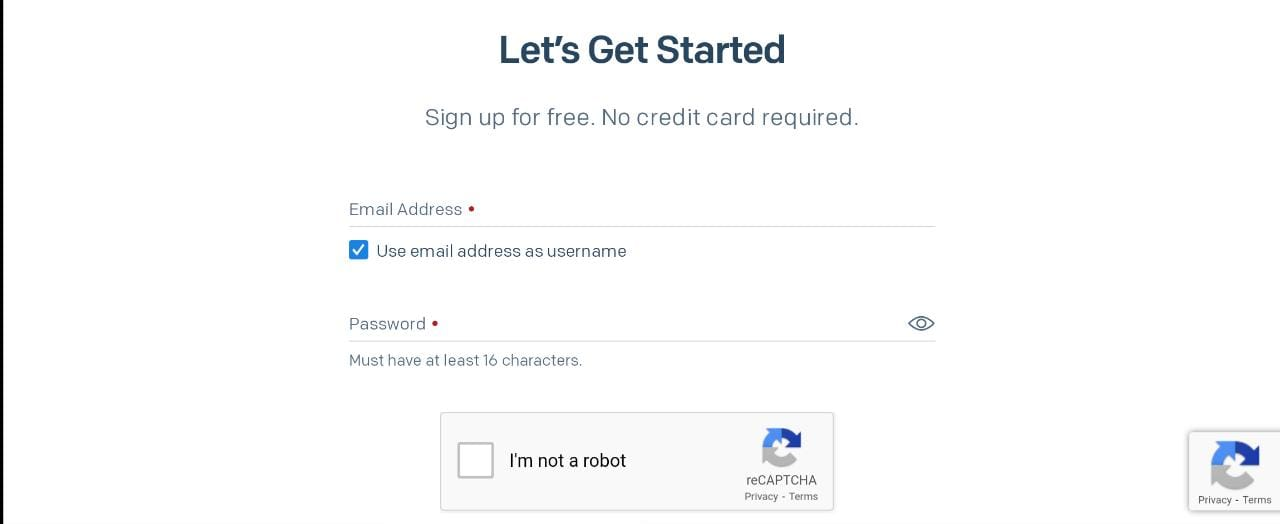 Let's Get Started
Sign up for free. No credit card required.
Email Address •
Use email address as username
Password •
Must have at least 16 characters.
I'm not a robot
reCAPTCHA
Privacy - Terms
Privacy - Terms